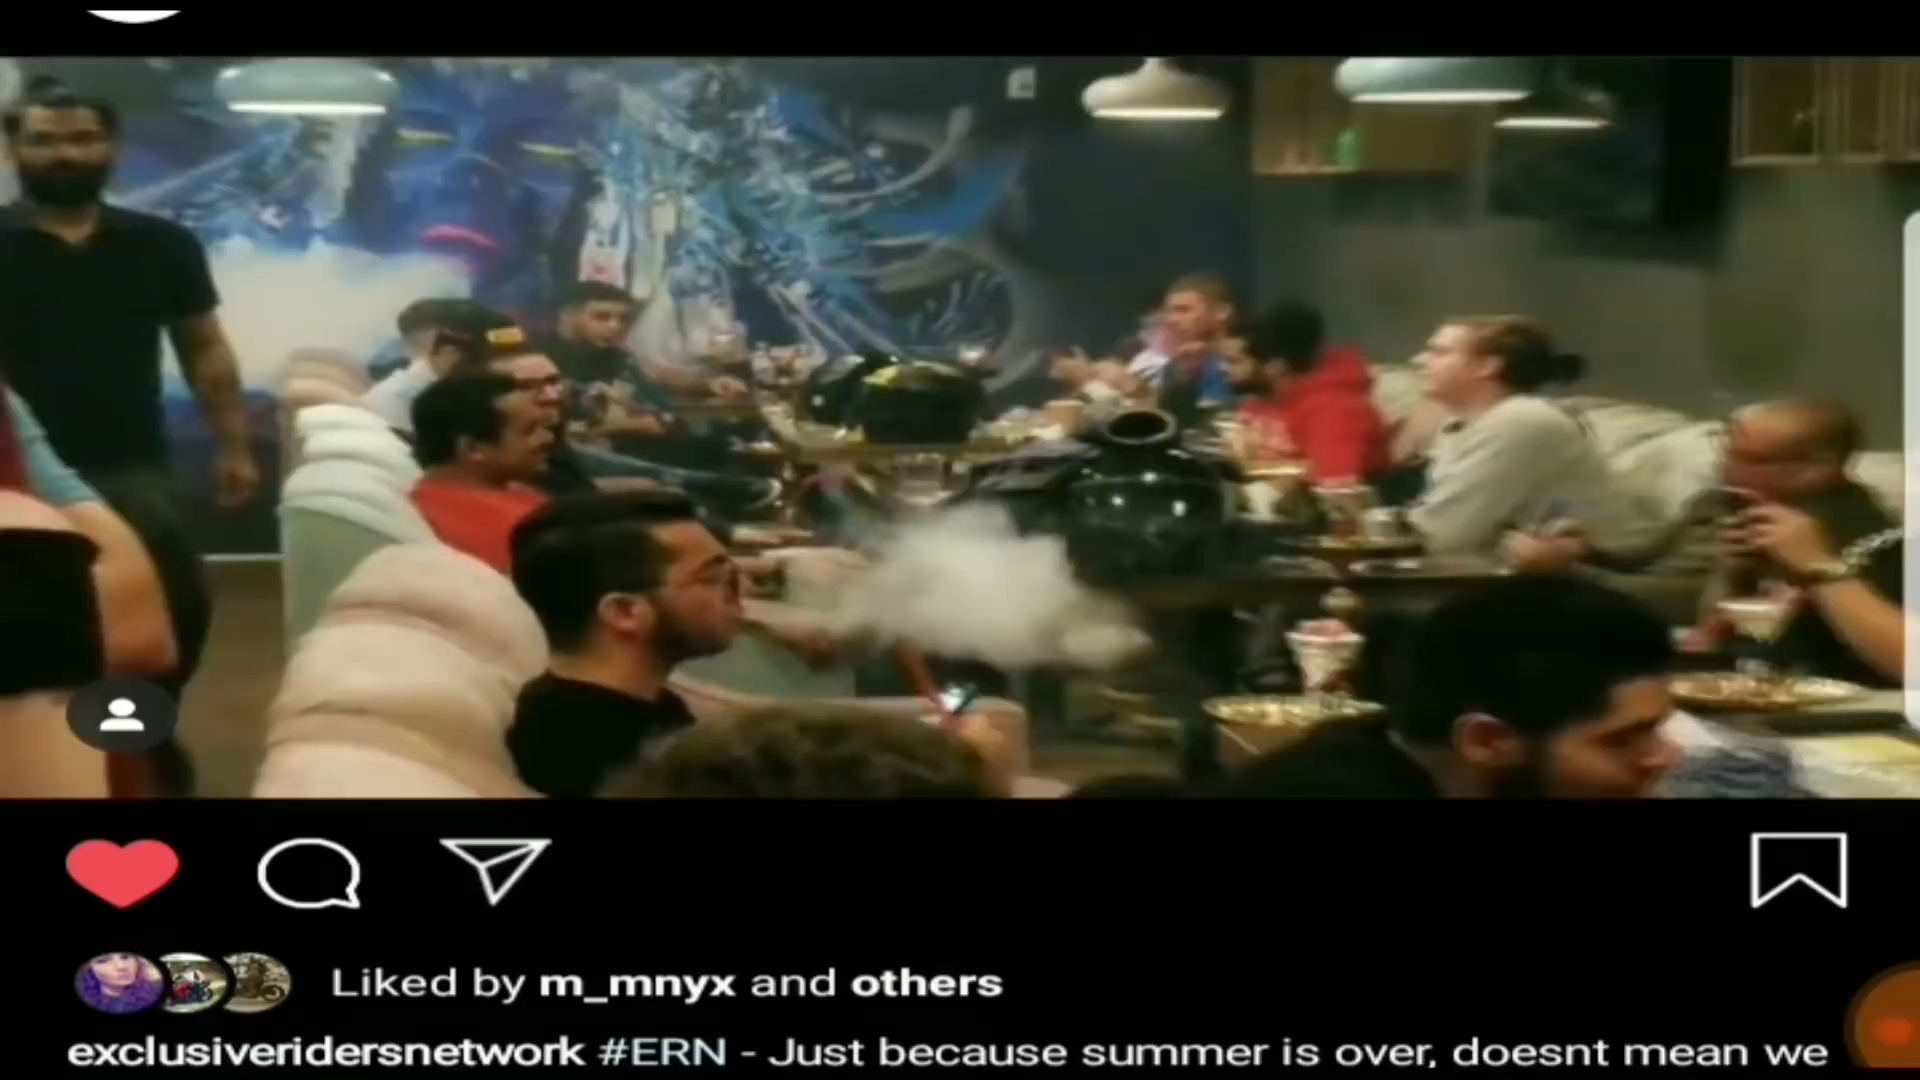 Liked by m_mnyx and others
exclusiveridersnetwork #ERN - Just because summer is over, doesnt mean we